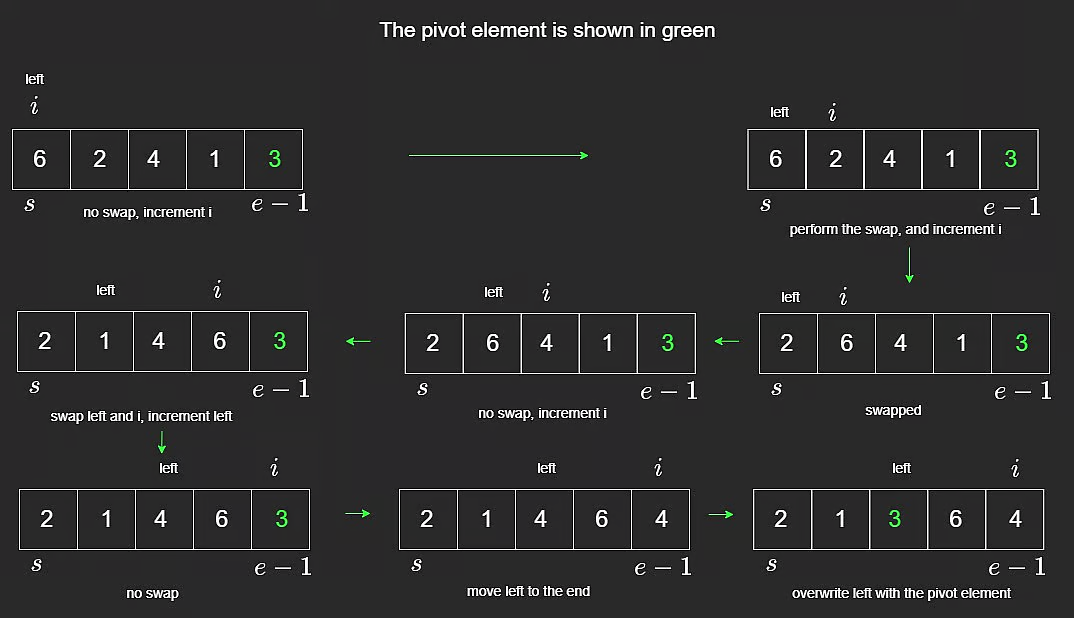 The pivot element is shown in green
left
i
6 2 4 1 3
s e − 1
no swap, increment i
left i
6 2 4 1 3
s e − 1
perform the swap, and increment i
left i
2 1 4 6 3
s e − 1
swap left and i, increment left
left i
2 6 4 1 3
s e − 1
no swap, increment i
left i
2 6 4 1 3
s e − 1
swapped
left i
2 1 4 6 3
s e − 1
no swap
left i
2 1 4 6 4
s e − 1
move left to the end
left i
2 1 3 6 4
s e − 1
overwrite left with the pivot element